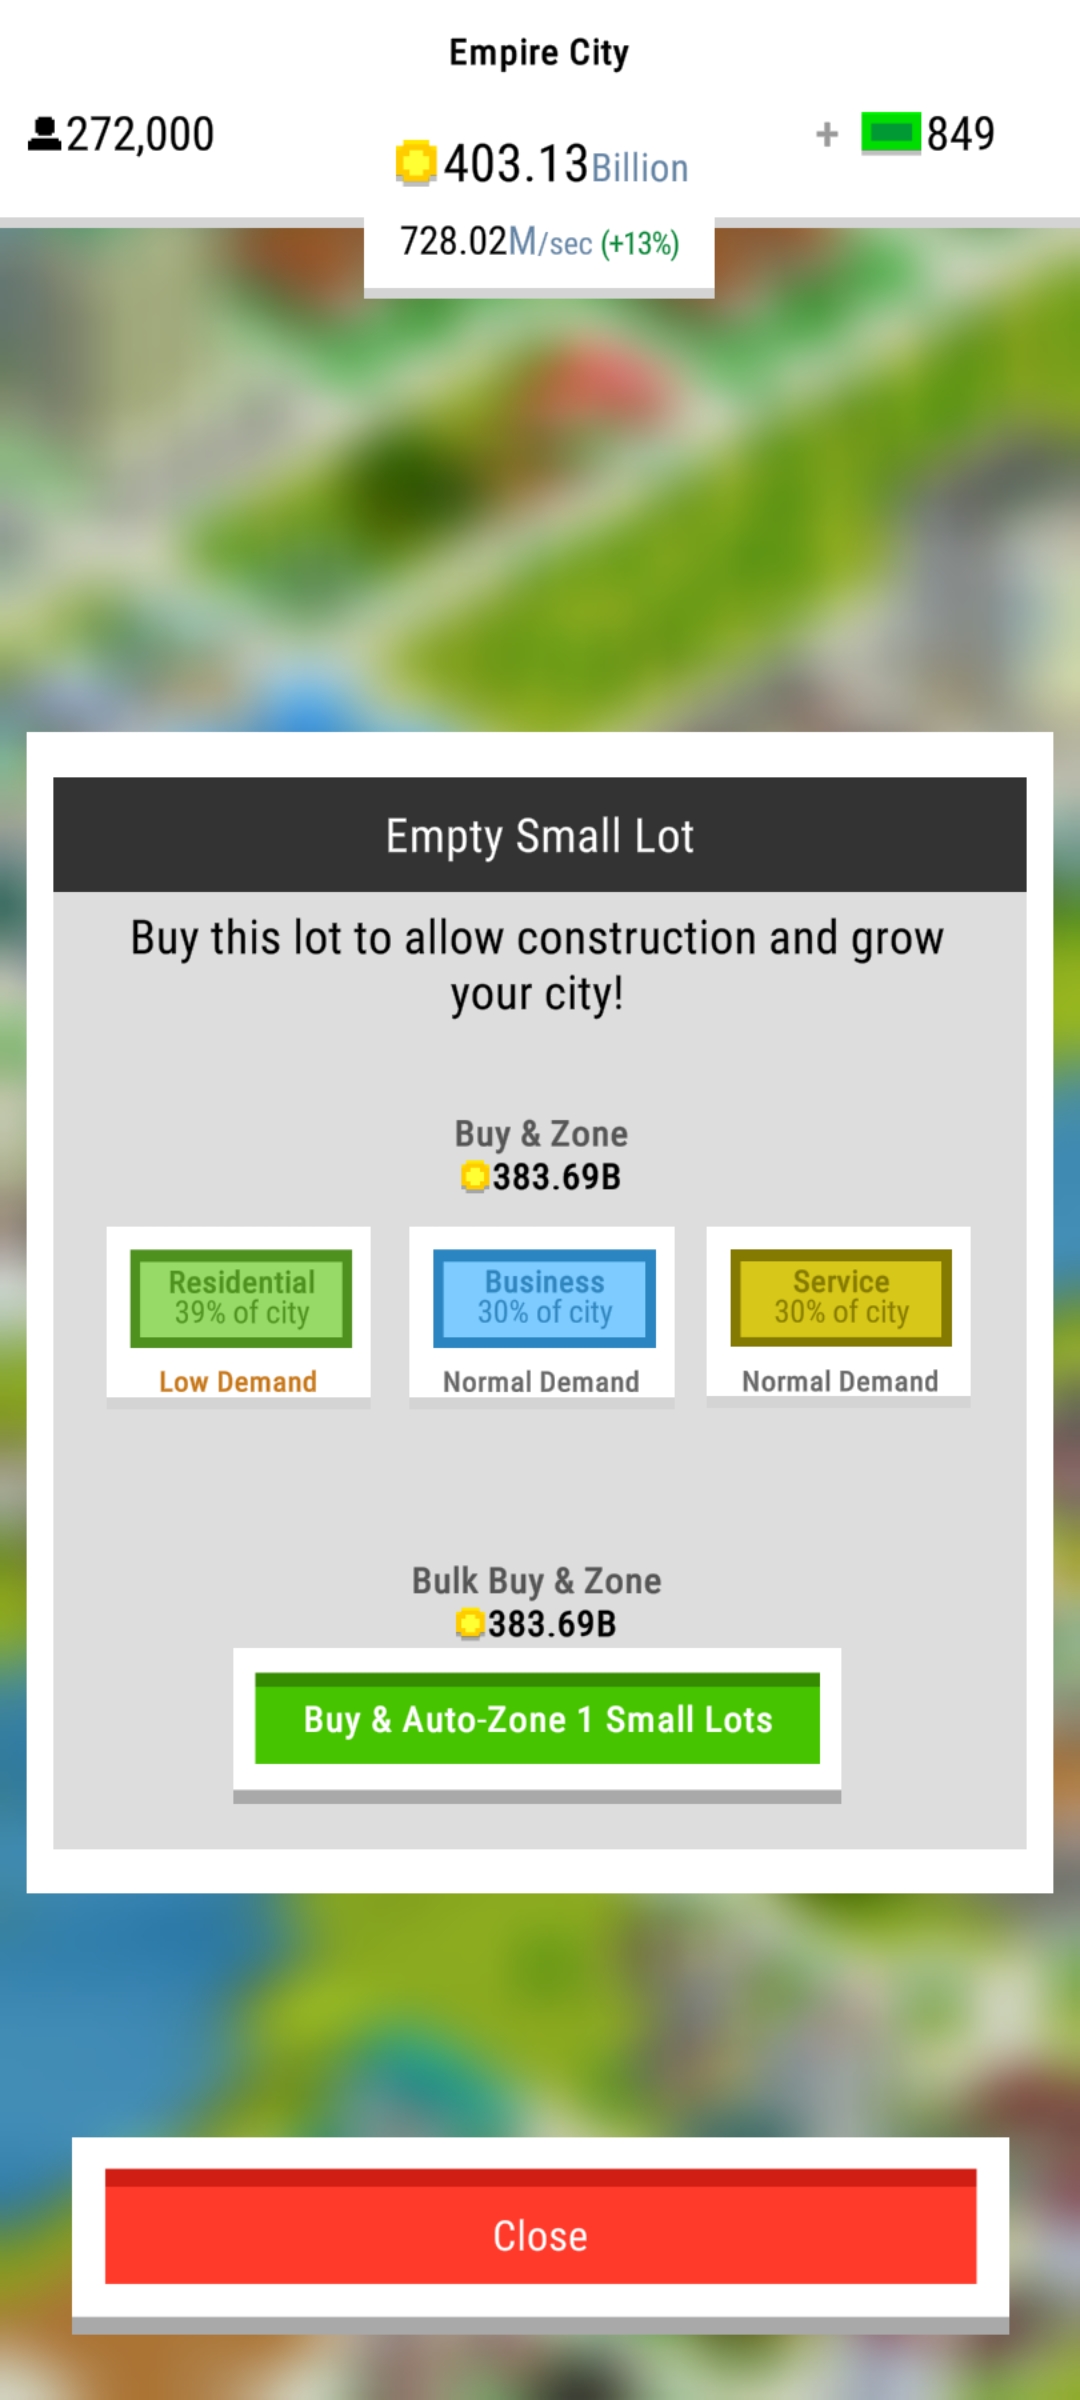 Empire City
272,000
403.13Billion
+ 849
728.02M/sec (+13%)
Empty Small Lot
Buy this lot to allow construction and grow
your city!
Buy & Zone
383.69B
Residential
39% of city
Low Demand
Business
30% of city
Normal Demand
Service
30% of city
Normal Demand
Bulk Buy & Zone
383.69B
Buy & Auto-Zone 1 Small Lots
Close